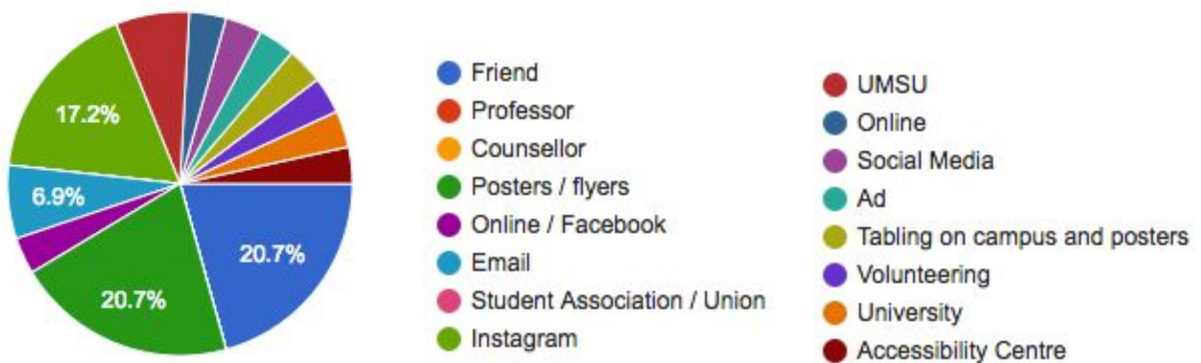 17.2%
6.9%
20.7%
20.7%
Friend
Professor
Counsellor
Posters / flyers
Online / Facebook
Email
Student Association / Union
Instagram
UMSU
Online
Social Media
Ad
Tabling on campus and posters
Volunteering
University
Accessibility Centre